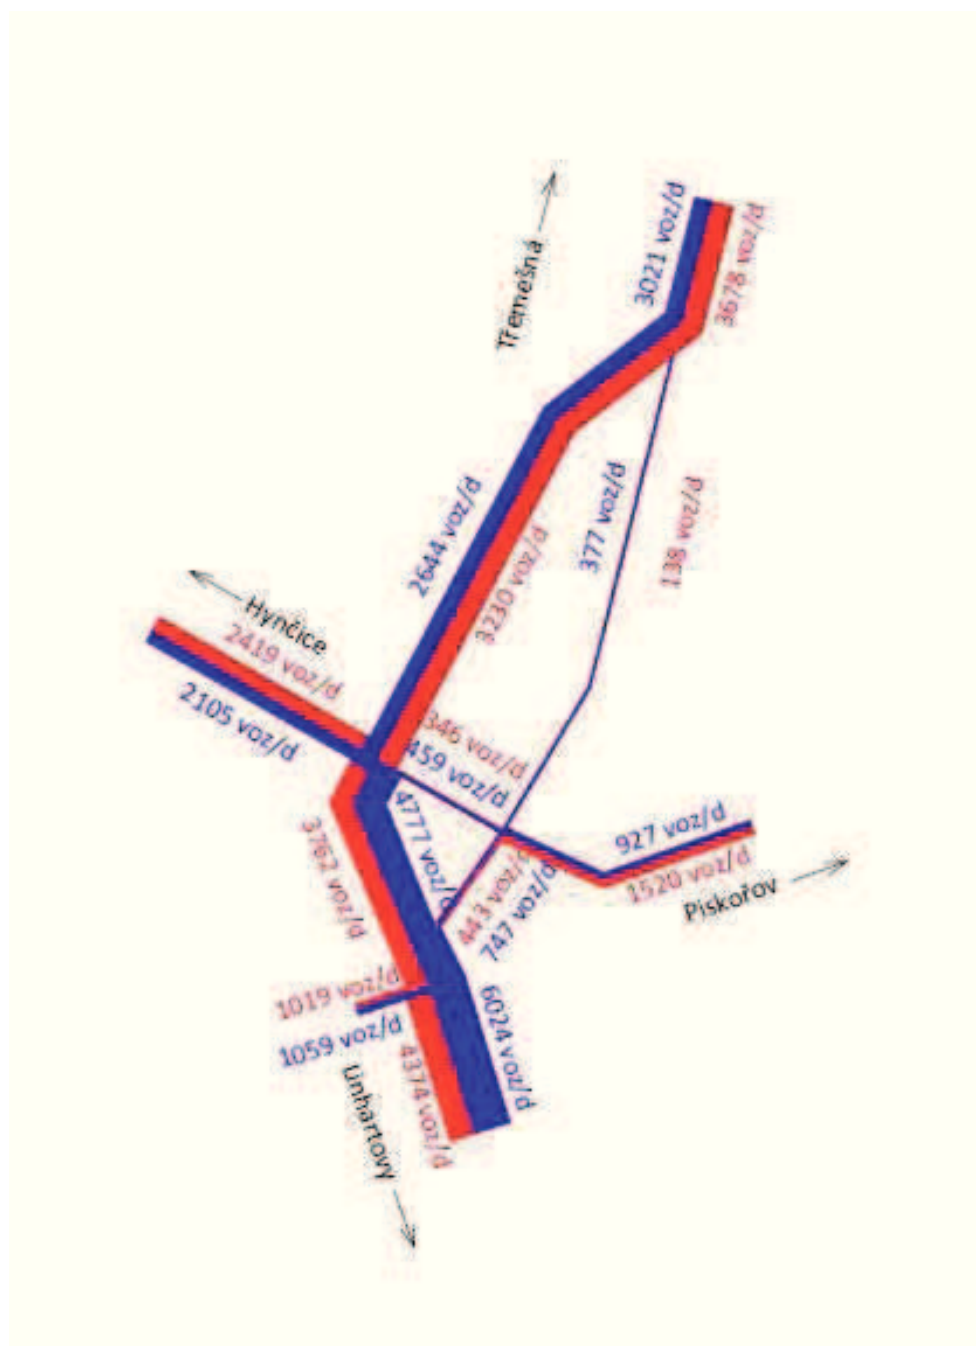 3021 voz/d
3678 voz/d
Třemešná
2644 voz/d
3230 voz/d
377 voz/d
138 voz/d
Hynčice
2419 voz/d
2105 voz/d
346 voz/d
459 voz/d
927 voz/d
1520 voz/d
Piskořov
3762 voz/d
4777 voz/d
443 voz/d
747 voz/d
1019 voz/d
1059 voz/d
6024 voz/d
4374 voz/d
Linhartovy